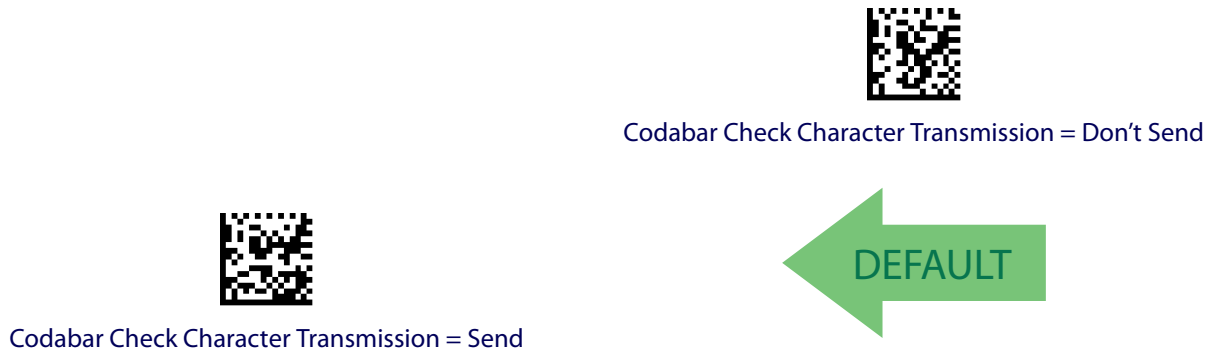 Codabar Check Character Transmission = Don’t Send
DEFAULT
Codabar Check Character Transmission = Send